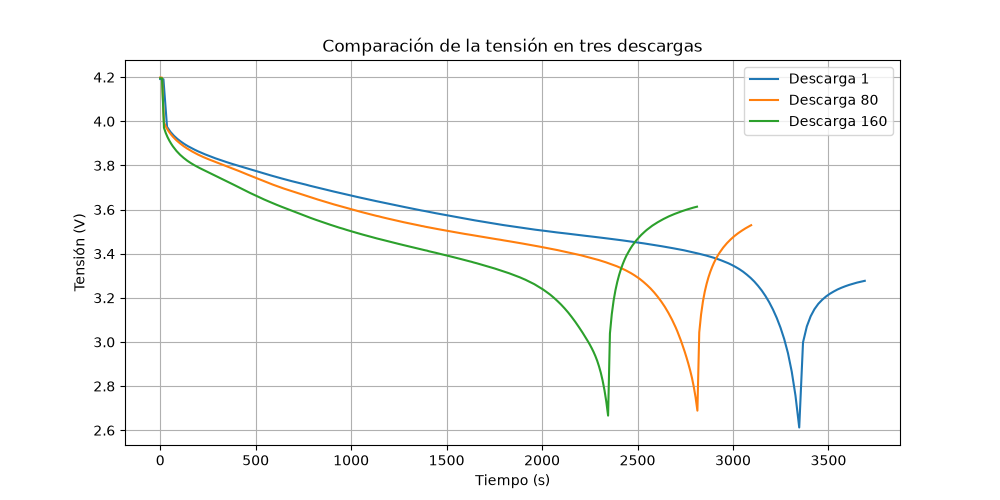 Comparación de la tensión en tres descargas
Descarga 1
Descarga 80
Descarga 160
Tensión (V)
4.2
4.0
3.8
3.6
3.4
3.2
3.0
2.8
2.6
0 500 1000 1500 2000 2500 3000 3500
Tiempo (s)